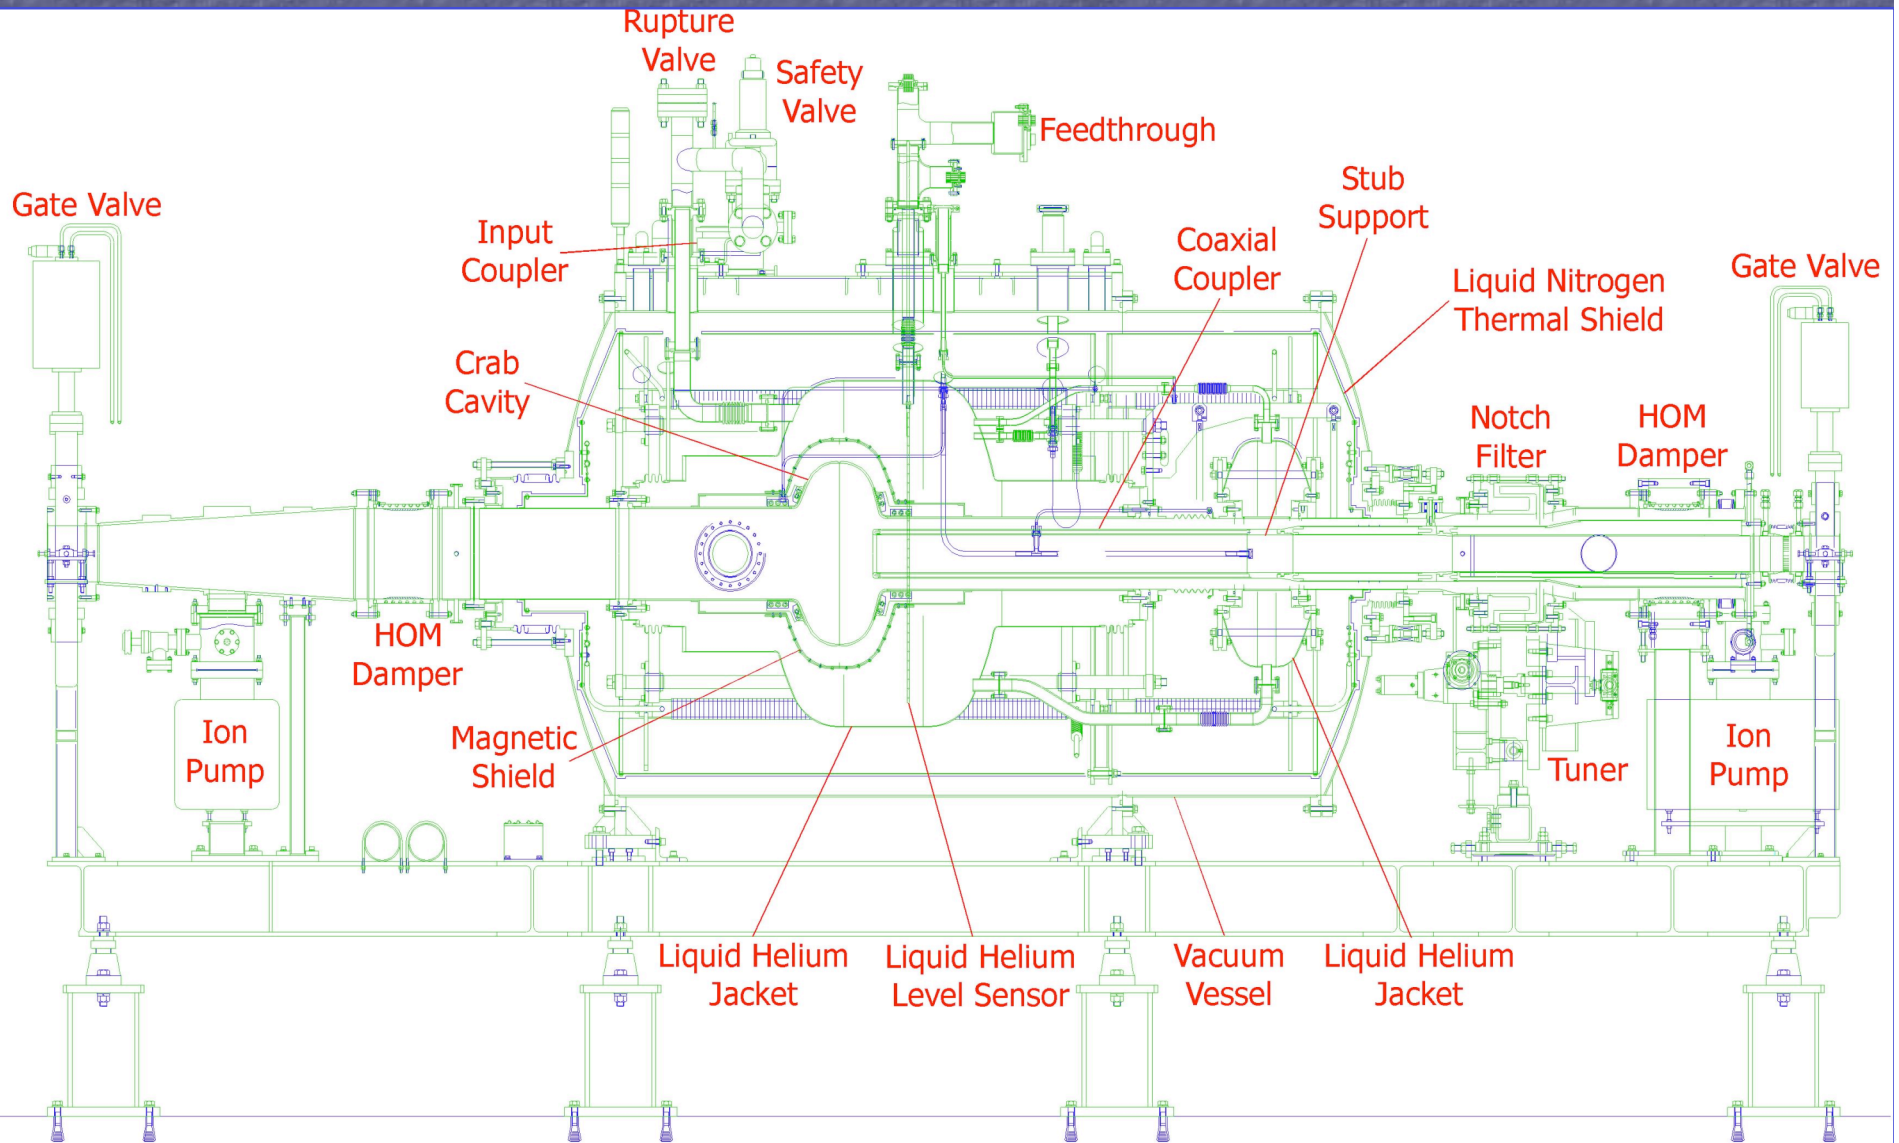 Rupture
Valve
Safety
Valve
Feedthrough
Gate Valve
Stub
Support
Input
Coupler
Coaxial
Coupler
Liquid Nitrogen
Thermal Shield
Gate Valve
Crab
Cavity
Notch
Filter
HOM
Damper
HOM
Damper
Ion
Pump
Magnetic
Shield
Tuner
Ion
Pump
Liquid Helium
Jacket
Liquid Helium
Level Sensor
Vacuum
Vessel
Liquid Helium
Jacket